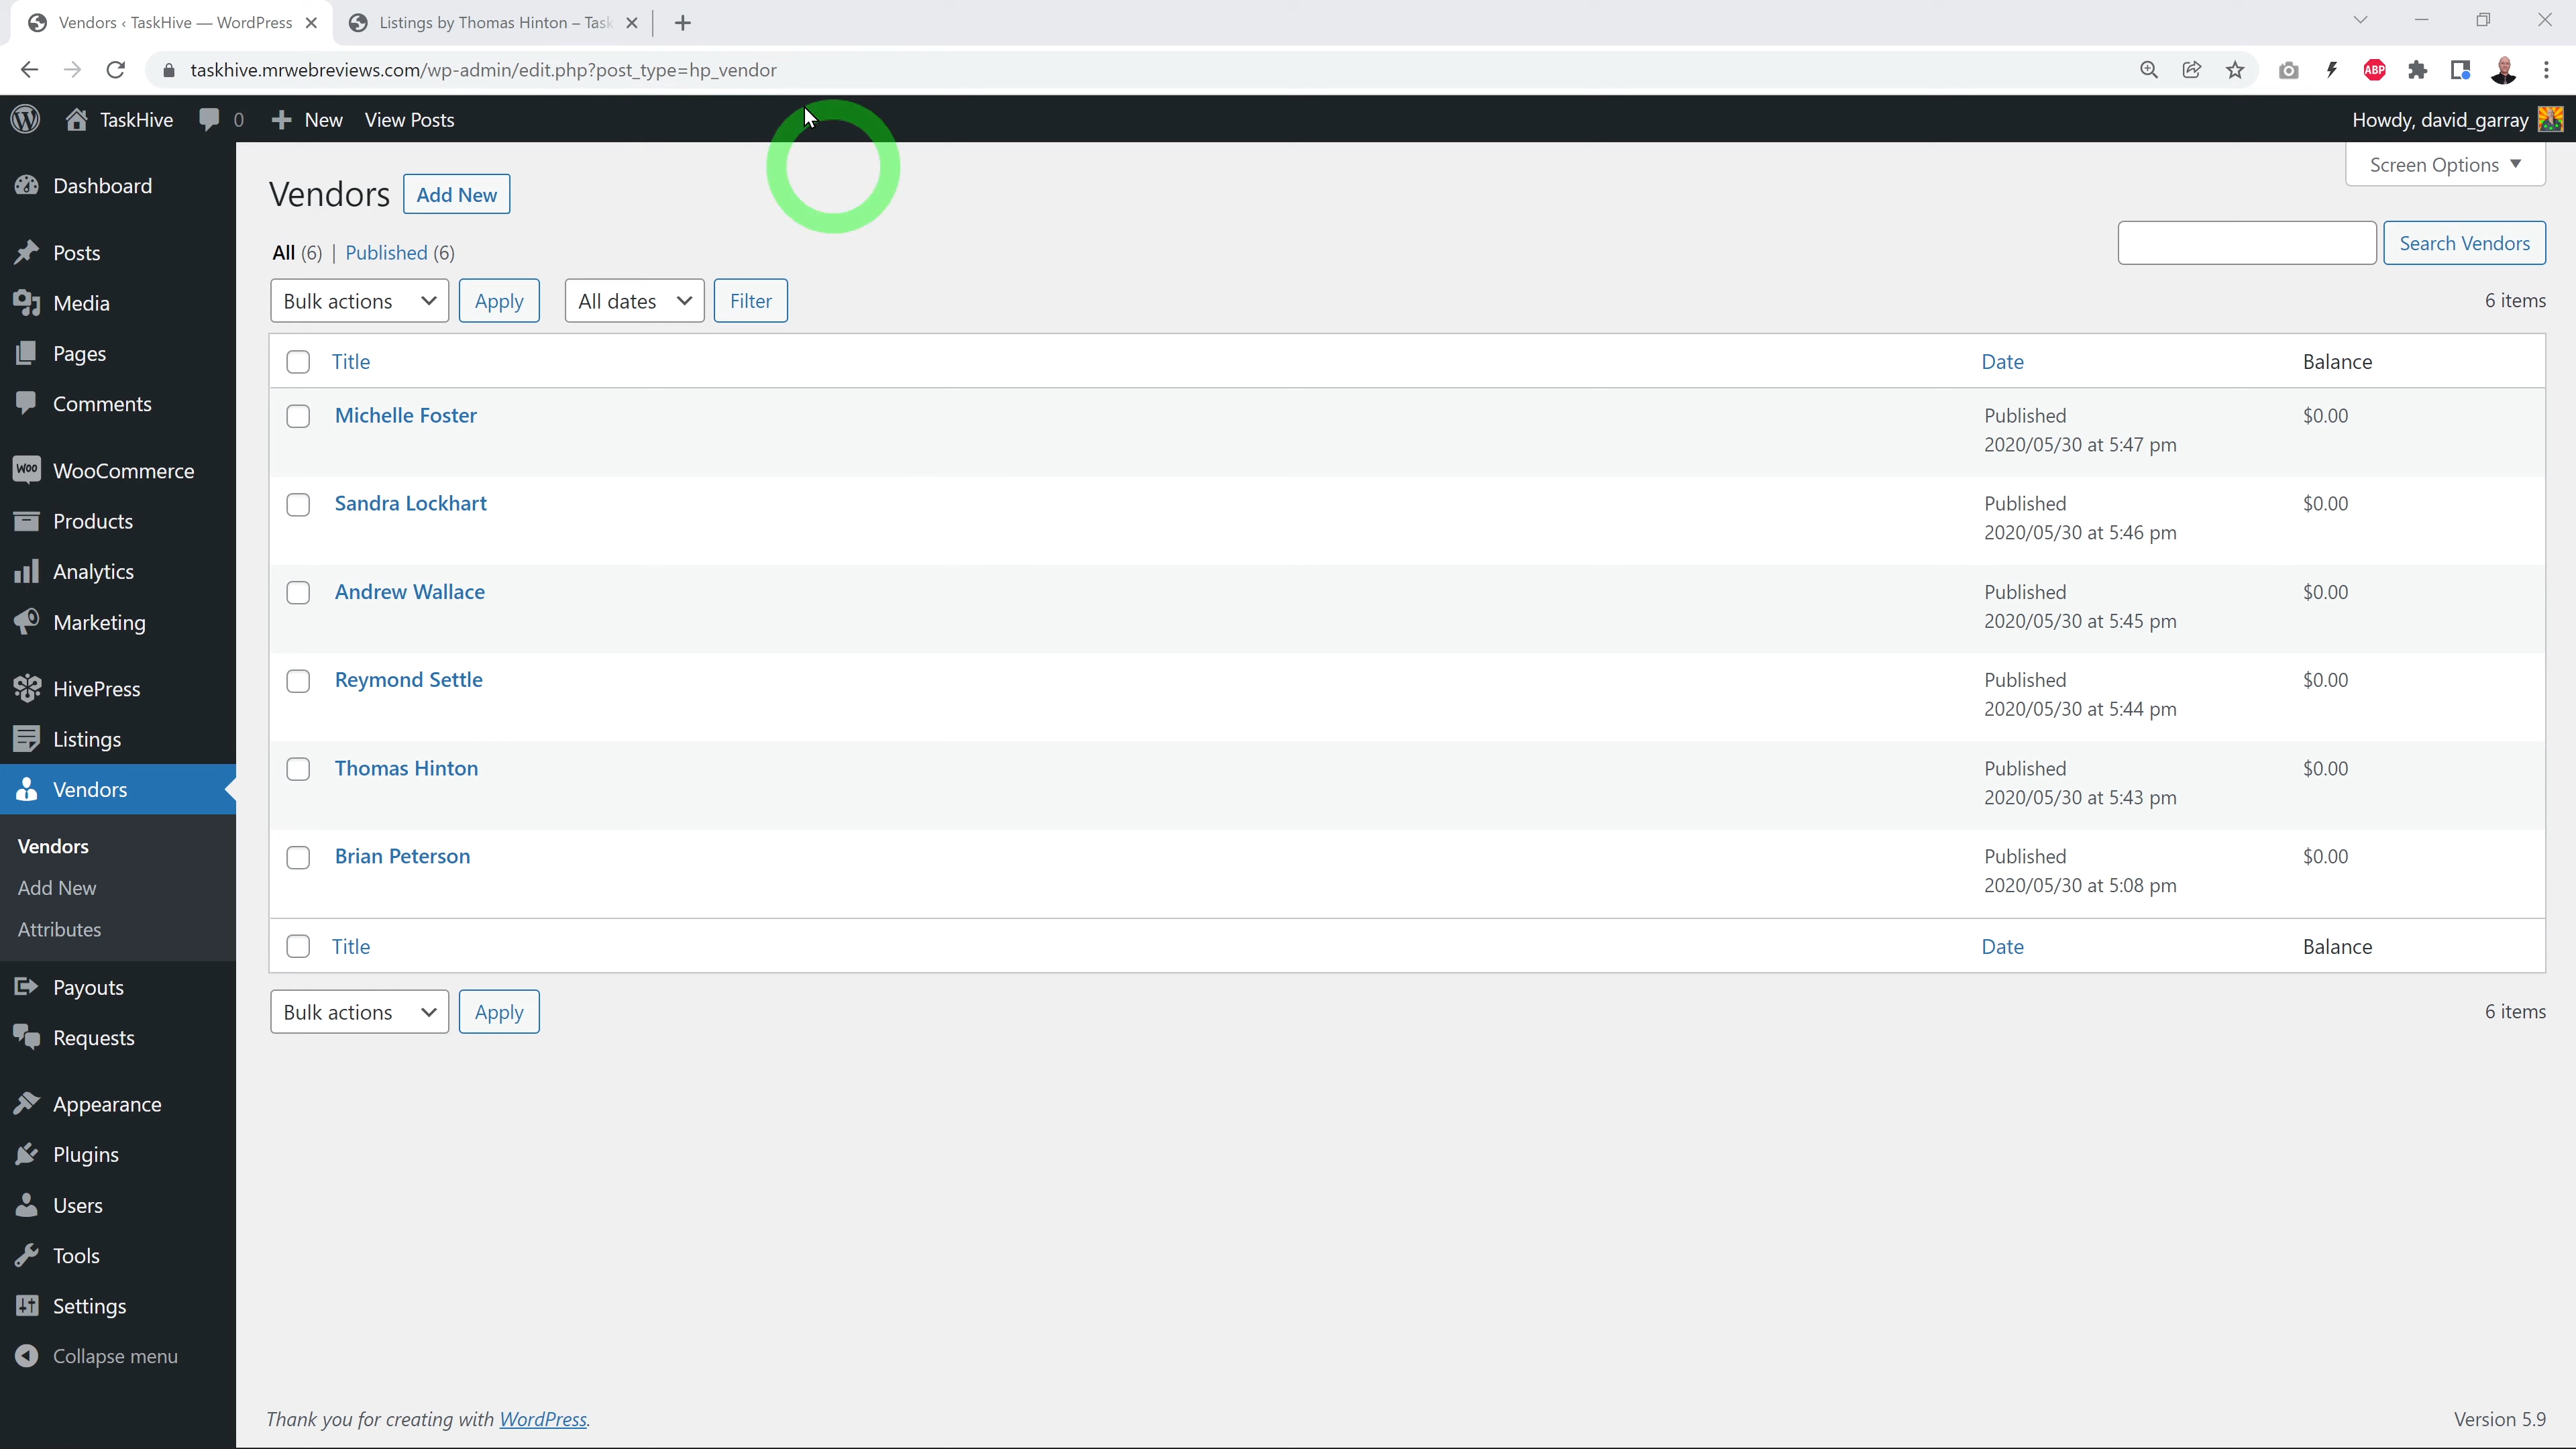 Vendors ‹ TaskHive — WordPress
Listings by Thomas Hinton – Task
taskhive.mrwebreviews.com/wp-admin/edit.php?post_type=hp_vendor
ABP
TaskHive 0 New View Posts
Howdy, david_garray
Screen Options
Dashboard
Posts
Media
Pages
Comments
Woo WooCommerce
Products
Analytics
Marketing
HivePress
Listings
Vendors
Vendors
Add New
Attributes
Payouts
Requests
Appearance
Plugins
Users
Tools
Settings
Collapse menu
Vendors Add New
All (6) | Published (6)
Search Vendors
Bulk actions Apply All dates Filter
6 items
Title Date Balance
Michelle Foster Published $0.00
2020/05/30 at 5:47 pm
Sandra Lockhart Published $0.00
2020/05/30 at 5:46 pm
Andrew Wallace Published $0.00
2020/05/30 at 5:45 pm
Reymond Settle Published $0.00
2020/05/30 at 5:44 pm
Thomas Hinton Published $0.00
2020/05/30 at 5:43 pm
Brian Peterson Published $0.00
2020/05/30 at 5:08 pm
Title Date Balance
Bulk actions Apply
6 items
Thank you for creating with WordPress.
Version 5.9